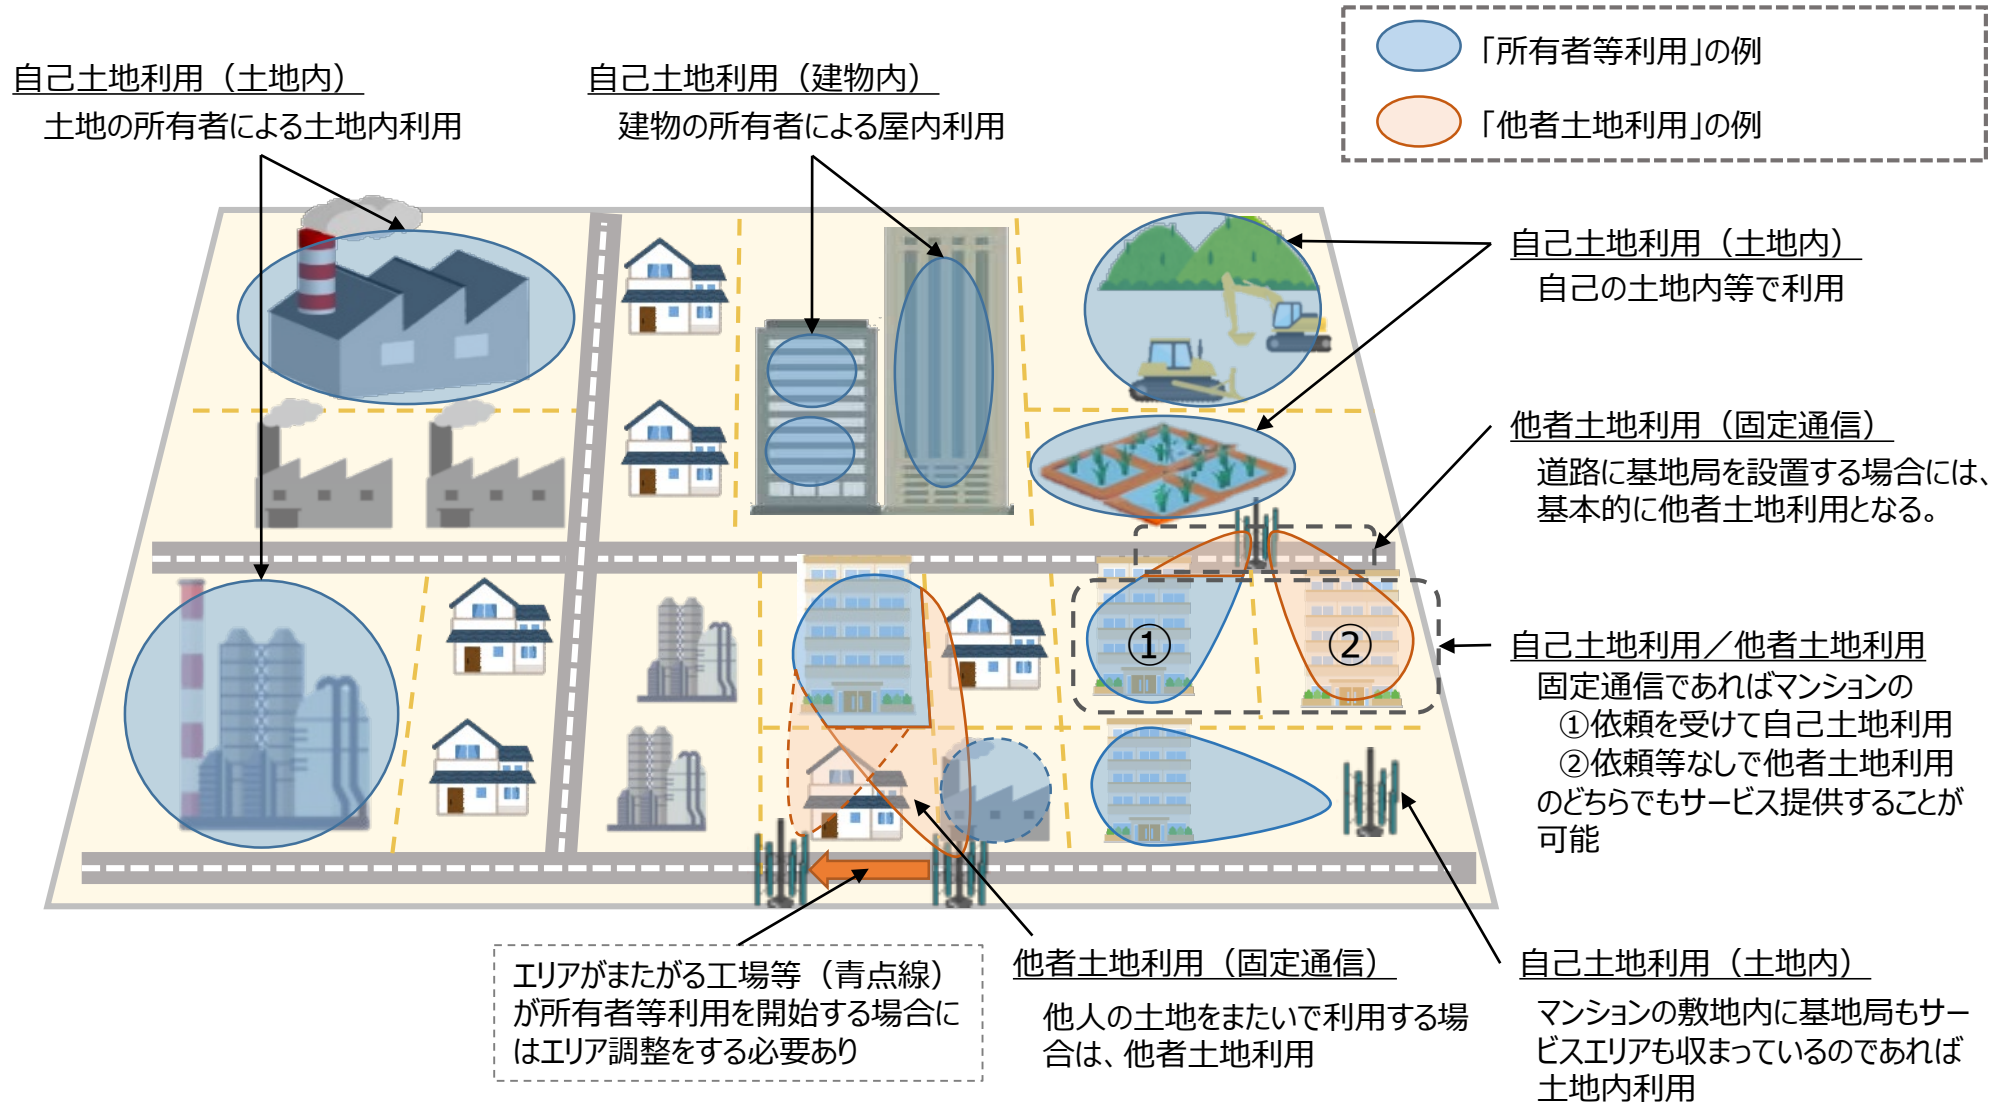 「所有者等利用」の例
「他者土地利用」の例
自己土地利用（土地内）
土地の所有者による土地内利用
自己土地利用（建物内）
建物の所有者による屋内利用
自己土地利用（土地内）
自己の土地内等で利用
他者土地利用（固定通信）
道路に基地局を設置する場合には、
基本的に他者土地利用となる。
①
②
自己土地利用／他者土地利用
固定通信であればマンションの
①依頼を受けて自己土地利用
②依頼等なしで他者土地利用
のどちらでもサービス提供することが
可能
エリアがまたがる工場等（青点線）
が所有者等利用を開始する場合に
はエリア調整をする必要あり
他者土地利用（固定通信）
他人の土地をまたいで利用する場
合は、他者土地利用
自己土地利用（土地内）
マンションの敷地内に基地局もサー
ビスエリアも収まっているのであれば
土地内利用